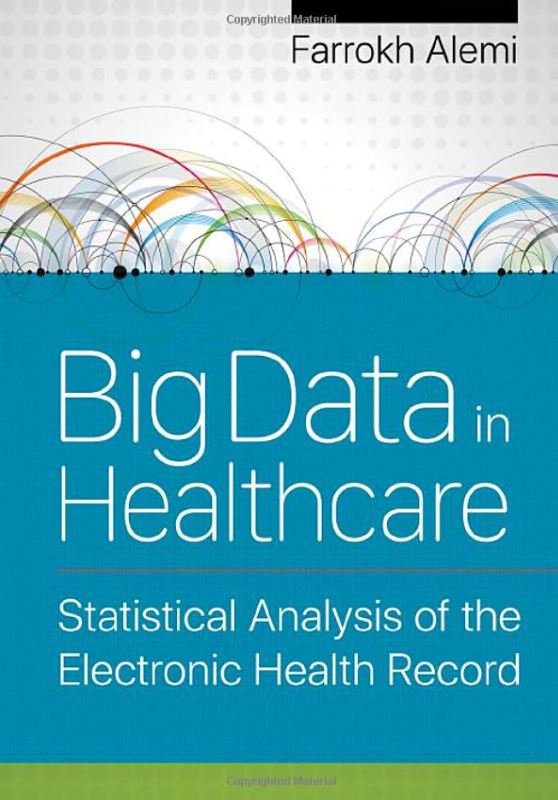 Copyrighted Material
Farrokh Alemi
Big Data in
Healthcare
Statistical Analysis of the
Electronic Health Record
Copyrighted Material